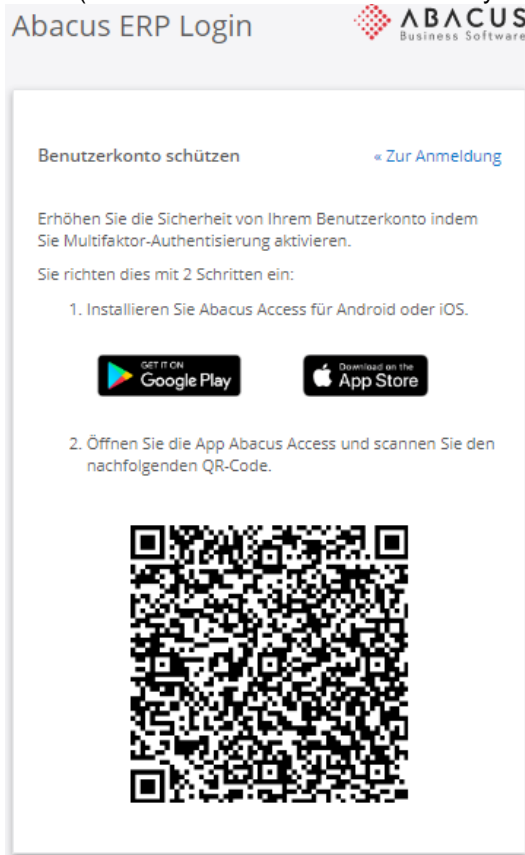 Abacus ERP Login
ABACUS
Business Software
Benutzerkonto schützen
« Zur Anmeldung
Erhöhen Sie die Sicherheit von Ihrem Benutzerkonto indem
Sie Multifaktor-Authentisierung aktivieren.
Sie richten dies mit 2 Schritten ein:
1. Installieren Sie Abacus Access für Android oder iOS.
GET IT ON
Google Play
Download on the
App Store
2. Öffnen Sie die App Abacus Access und scannen Sie den
nachfolgenden QR-Code.